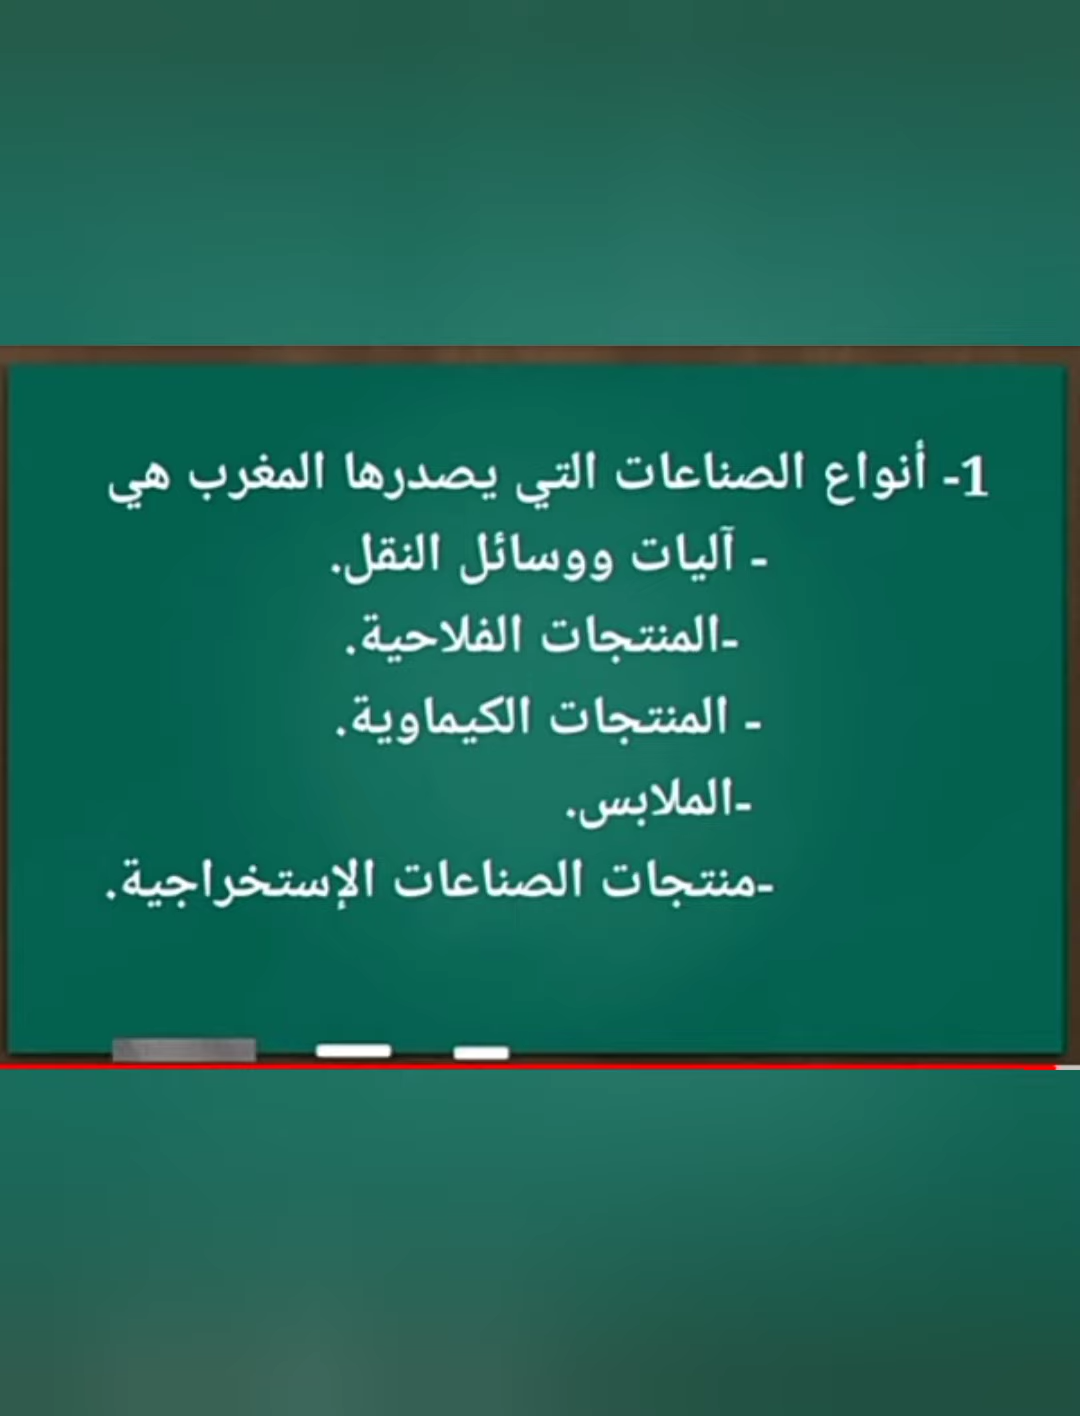 1- أنواع الصناعات التي يصدرها المغرب هي
- آليات ووسائل النقل.
-المنتجات الفلاحية.
- المنتجات الكيماوية.
-الملابس.
-منتجات الصناعات الإستخراجية.